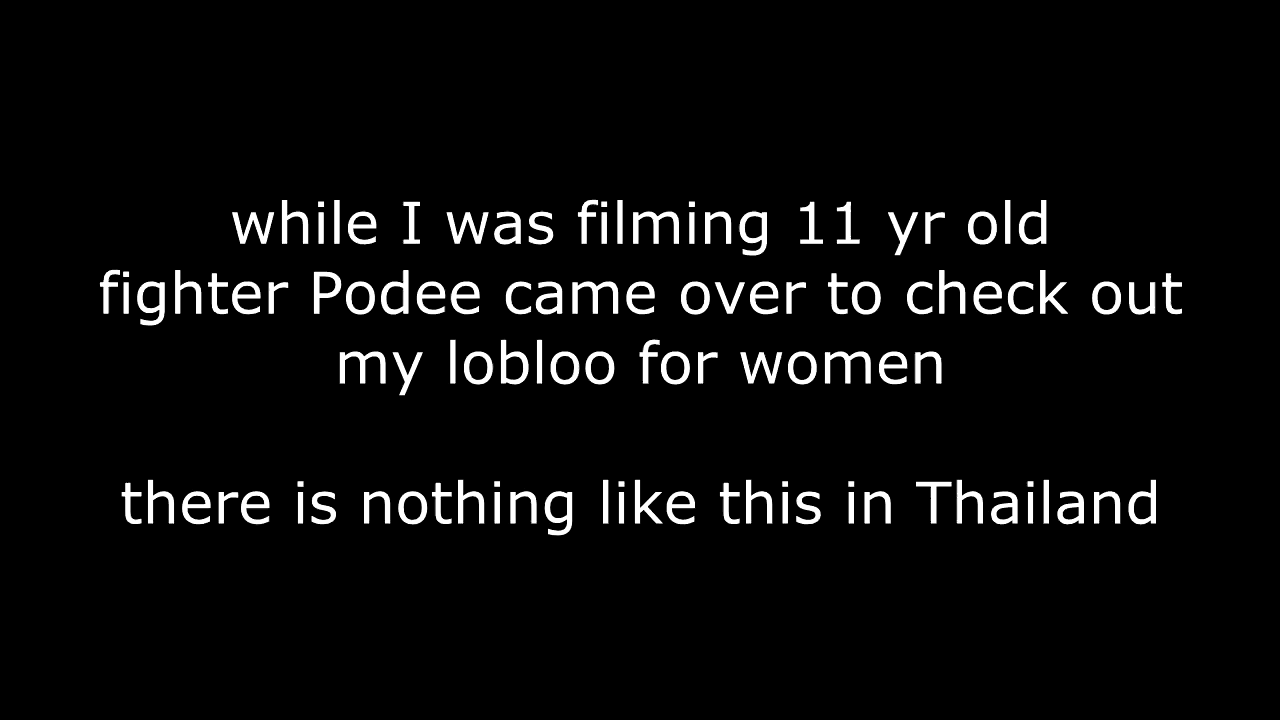 while I was filming 11 yr old
fighter Podee came over to check out
my lobloo for women
there is nothing like this in Thailand